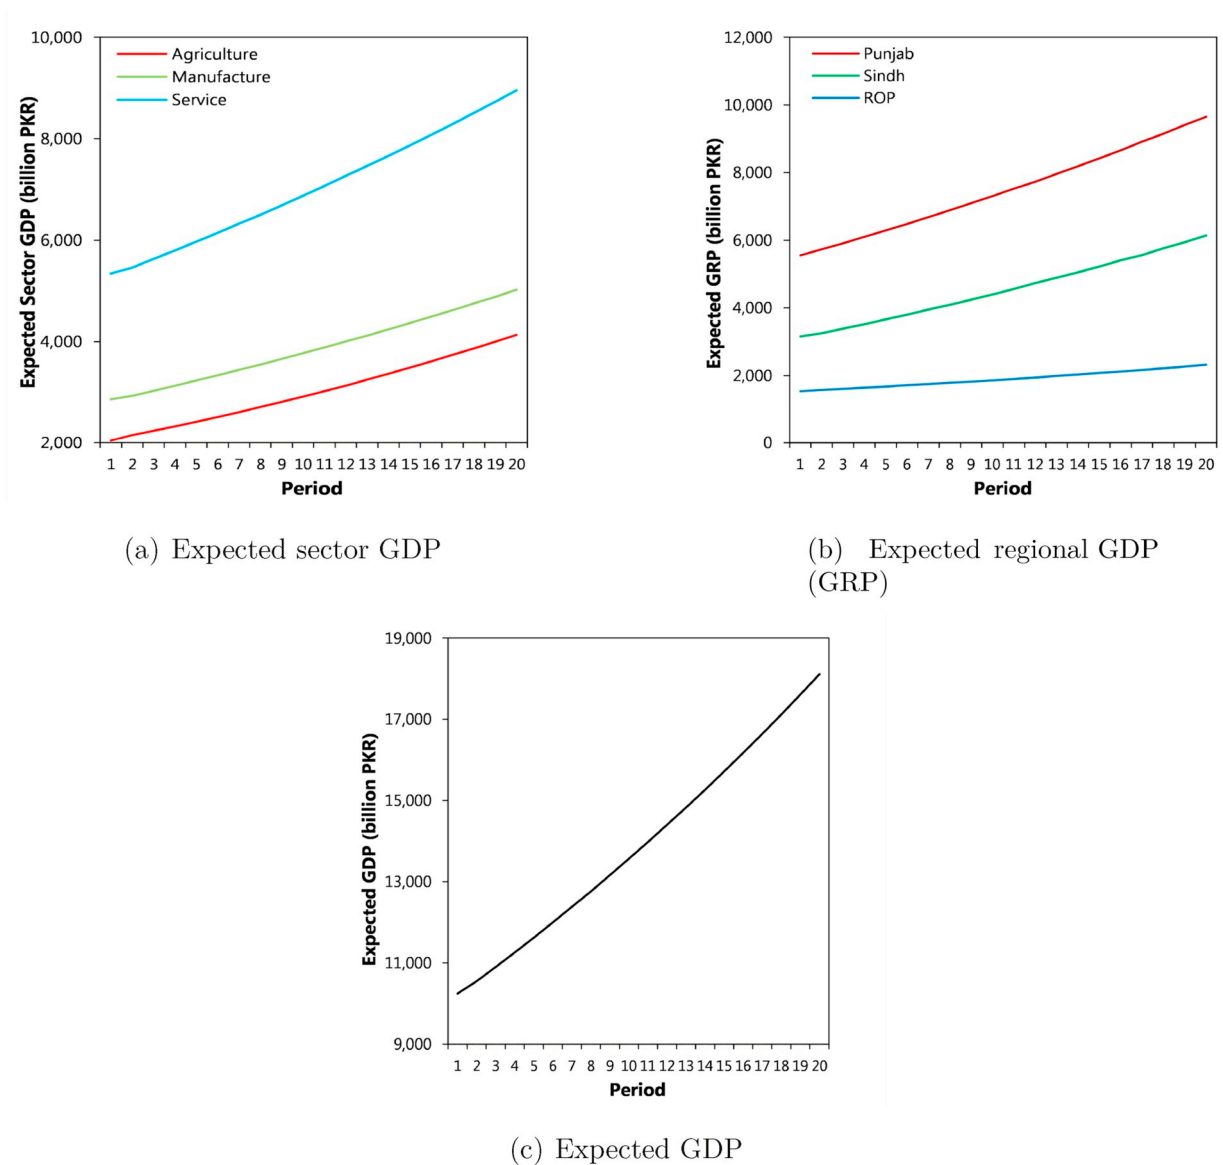 10,000
8,000
6,000
4,000
2,000
Expected Sector GDP (billion PKR)
Agriculture
Manufacture
Service
1 2 3 4 5 6 7 8 9 10 11 12 13 14 15 16 17 18 19 20
Period
(a) Expected sector GDP
12,000
10,000
8,000
6,000
4,000
2,000
0
Expected GRP (billion PKR)
Punjab
Sindh
ROP
1 2 3 4 5 6 7 8 9 10 11 12 13 14 15 16 17 18 19 20
Period
(b) Expected regional GDP
(GRP)
19,000
17,000
15,000
13,000
11,000
9,000
Expected GDP (billion PKR)
1 2 3 4 5 6 7 8 9 10 11 12 13 14 15 16 17 18 19 20
Period
(c) Expected GDP